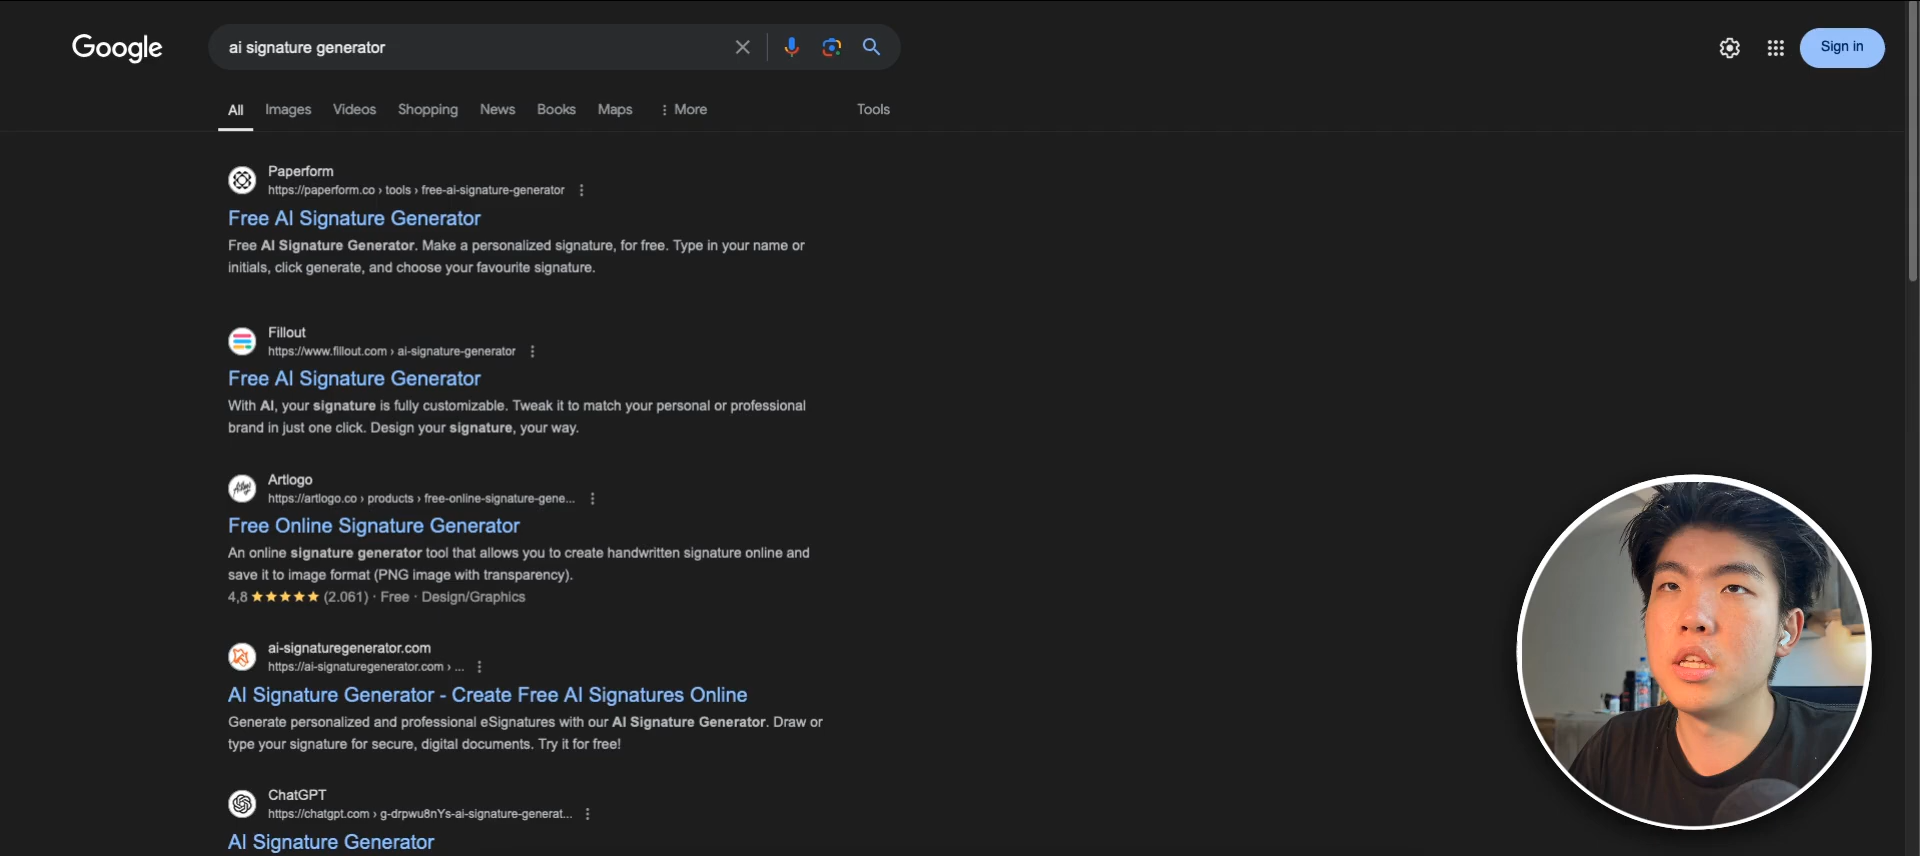 Google
ai signature generator
Sign in
All Images Videos Shopping News Books Maps More Tools
Paperform
https://paperform.co › tools › free-ai-signature-generator
Free AI Signature Generator
Free AI Signature Generator. Make a personalized signature, for free. Type in your name or
initials, click generate, and choose your favourite signature.
Fillout
https://www.fillout.com › ai-signature-generator
Free AI Signature Generator
With AI, your signature is fully customizable. Tweak it to match your personal or professional
brand in just one click. Design your signature, your way.
Artlogo
https://artlogo.co › products › free-online-signature-gene...
Free Online Signature Generator
An online signature generator tool that allows you to create handwritten signature online and
save it to image format (PNG image with transparency).
4,8 ★★★★★ (2.061) · Free · Design/Graphics
ai-signaturegenerator.com
https://ai-signaturegenerator.com › ...
AI Signature Generator - Create Free AI Signatures Online
Generate personalized and professional eSignatures with our AI Signature Generator. Draw or
type your signature for secure, digital documents. Try it for free!
ChatGPT
https://chatgpt.com › g-drpwu8nYs-ai-signature-generat...
AI Signature Generator